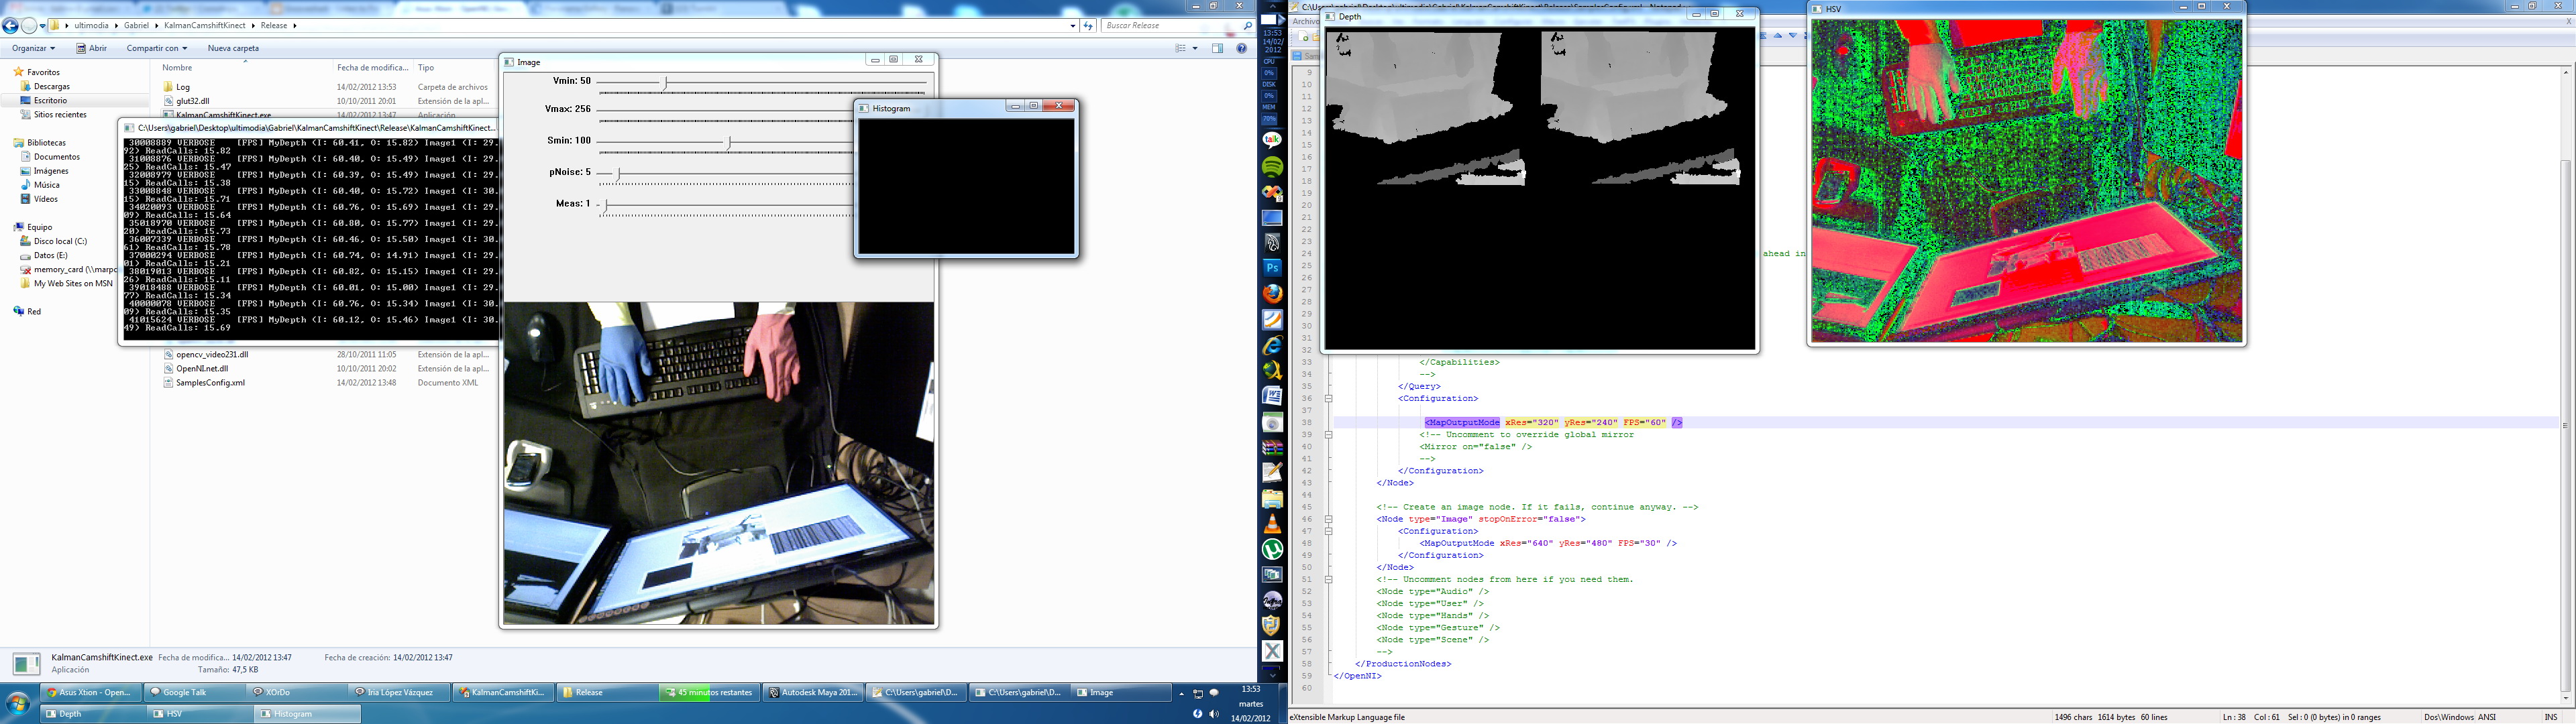 ultimodia ▸ Gabriel ▸ KalmanCamshiftKinect ▸ Release ▸
Buscar Release
Organizar
Abrir
Compartir con
Nueva carpeta
Favoritos
Descargas
Escritorio
Sitios recientes
Bibliotecas
Documentos
Imágenes
Música
Vídeos
Equipo
Disco local (C:)
Datos (E:)
memory_card (\\marpo
My Web Sites on MSN
Red
Nombre Fecha de modifica... Tipo
Log 14/02/2012 13:53 Carpeta de archivos
glut32.dll 10/10/2011 20:01 Extensión de la apl...
KalmanCamshiftKinect.exe 14/02/2012 13:47 Aplicación
opencv_video231.dll 28/10/2011 11:05 Extensión de la apl...
OpenNI.net.dll 10/10/2011 20:02 Extensión de la apl...
SamplesConfig.xml 14/02/2012 13:48 Documento XML
C:\Users\gabriel\Desktop\ultimodia\Gabriel\KalmanCamshiftKinect\Release\KalmanCamshiftKinect...
30008889 VERBOSE [FPS] MyDepth (I: 60.41, O: 15.82) Image1 (I: 29.
92) ReadCalls: 15.82
31008876 VERBOSE [FPS] MyDepth (I: 60.40, O: 15.49) Image1 (I: 29.
25) ReadCalls: 15.47
32008979 VERBOSE [FPS] MyDepth (I: 60.39, O: 15.49) Image1 (I: 29.
15) ReadCalls: 15.38
33008848 VERBOSE [FPS] MyDepth (I: 60.40, O: 15.72) Image1 (I: 30.
15) ReadCalls: 15.71
34020093 VERBOSE [FPS] MyDepth (I: 60.76, O: 15.69) Image1 (I: 29.
09) ReadCalls: 15.64
35018970 VERBOSE [FPS] MyDepth (I: 60.80, O: 15.77) Image1 (I: 29.
20) ReadCalls: 15.73
36007339 VERBOSE [FPS] MyDepth (I: 60.46, O: 15.50) Image1 (I: 30.
61) ReadCalls: 15.78
37000294 VERBOSE [FPS] MyDepth (I: 60.74, O: 14.91) Image1 (I: 29.
01) ReadCalls: 15.21
38019013 VERBOSE [FPS] MyDepth (I: 60.82, O: 15.15) Image1 (I: 29.
26) ReadCalls: 15.11
39018488 VERBOSE [FPS] MyDepth (I: 60.01, O: 15.00) Image1 (I: 29.
77) ReadCalls: 15.34
40000078 VERBOSE [FPS] MyDepth (I: 60.76, O: 15.34) Image1 (I: 30.
09) ReadCalls: 15.35
41015624 VERBOSE [FPS] MyDepth (I: 60.12, O: 15.46) Image1 (I: 30.
49) ReadCalls: 15.69
Image
Vmin: 50
Vmax: 256
Smin: 100
pNoise: 5
Meas: 1
Histogram
KalmanCamshiftKinect.exe Fecha de modifica... 14/02/2012 13:47 Fecha de creación: 14/02/2012 13:47
Aplicación Tamaño: 47,5 KB
Asus Xtion - Open...
Google Talk
XOrDo
Iria López Vázquez
KalmanCamshiftKi...
Release
45 minutos restantes
Autodesk Maya 201...
C:\Users\gabriel\D...
C:\Users\gabriel\D...
Image
Depth
HSV
Histogram
13:53
martes
14/02/2012
13:53
14/02/
2012
CPU
0%
DISK
0%
MEM
70%
talk
Ps
Depth
HSV
Archivo
9
10
11
12
13
14
15
16
17
18
19
20
21
22
23
24 ahead in
25
26
27
28
29
30
31
32
33 </Capabilities>
34 -->
35 </Query>
36 <Configuration>
37
38 <MapOutputMode xRes="320" yRes="240" FPS="60" />
39 <!-- Uncomment to override global mirror
40 <Mirror on="false" />
41 -->
42 </Configuration>
43 </Node>
44
45 <!-- Create an image node. If it fails, continue anyway. -->
46 <Node type="Image" stopOnError="false">
47 <Configuration>
48 <MapOutputMode xRes="640" yRes="480" FPS="30" />
49 </Configuration>
50 </Node>
51 <!-- Uncomment nodes from here if you need them.
52 <Node type="Audio" />
53 <Node type="User" />
54 <Node type="Hands" />
55 <Node type="Gesture" />
56 <Node type="Scene" />
57 -->
58 </ProductionNodes>
59 </OpenNI>
60
eXtensible Markup Language file 1496 chars 1614 bytes 60 lines Ln : 38 Col : 61 Sel : 0 (0 bytes) in 0 ranges Dos\Windows ANSI INS